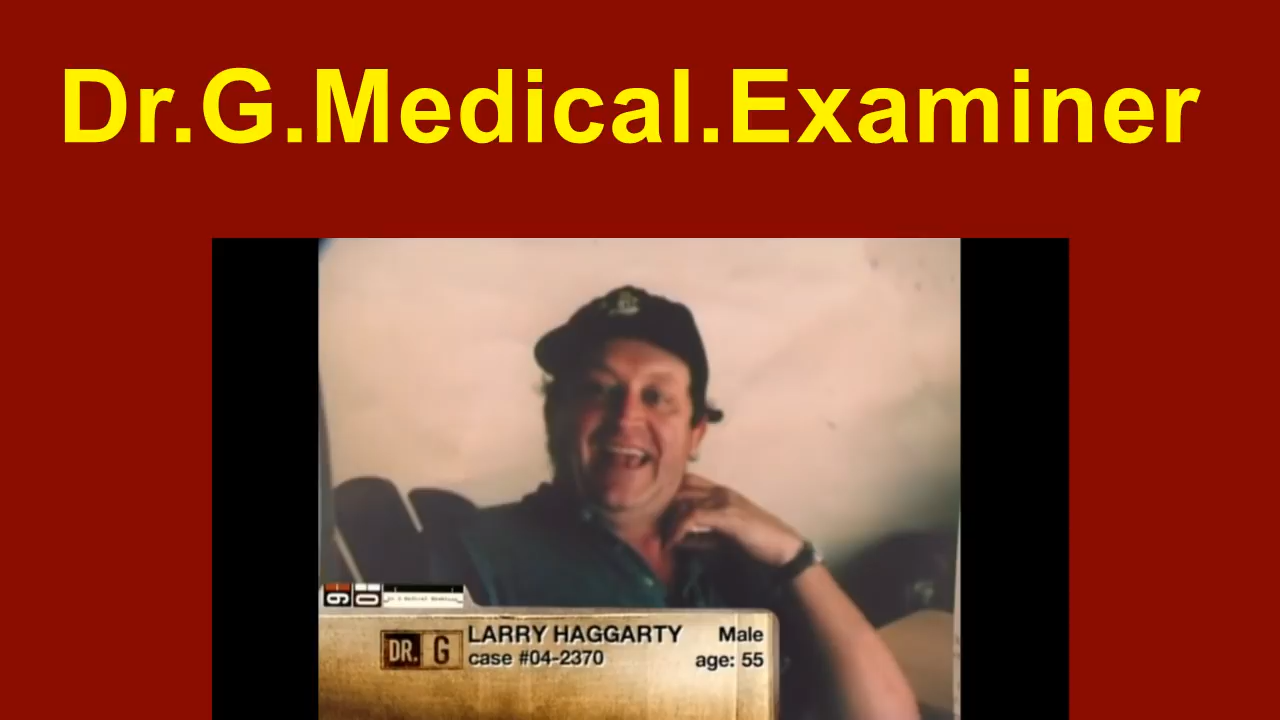 Dr.G.Medical.Examiner
DR. G
LARRY HAGGARTY Male
case #04-2370 age: 55